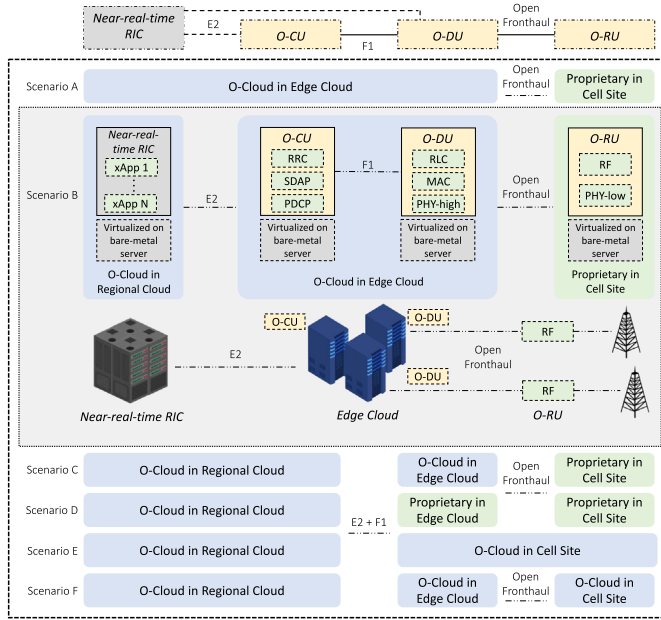 Near-real-time
RIC
E2
O-CU
F1
O-DU
Open
Fronthaul
O-RU
Scenario A
O-Cloud in Edge Cloud
Open
Fronthaul
Proprietary in
Cell Site
Scenario B
Near-real-
time RIC
xApp 1
xApp N
Virtualized on
bare-metal
server
O-Cloud in
Regional Cloud
E2
O-CU
RRC
SDAP
PDCP
Virtualized on
bare-metal
server
F1
O-DU
RLC
MAC
PHY-high
Virtualized on
bare-metal
server
O-Cloud in Edge Cloud
Open
Fronthaul
O-RU
RF
PHY-low
Virtualized on
bare-metal
server
Proprietary in
Cell Site
O-CU
O-DU
RF
E2
Open
Fronthaul
O-DU
RF
Near-real-time RIC
Edge Cloud
O-RU
Scenario C
O-Cloud in Regional Cloud
O-Cloud in
Edge Cloud
Open
Fronthaul
Proprietary in
Cell Site
Scenario D
O-Cloud in Regional Cloud
Proprietary in
Edge Cloud
Proprietary in
Cell Site
E2 + F1
Scenario E
O-Cloud in Regional Cloud
O-Cloud in Cell Site
Scenario F
O-Cloud in Regional Cloud
O-Cloud in
Edge Cloud
Open
Fronthaul
O-Cloud in
Cell Site